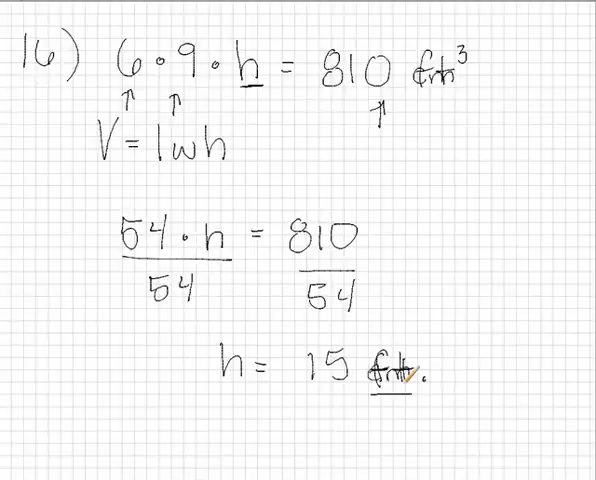 16) 6 • 9 • h = 810 ft³
V = lwh
54 • h = 810
54 54
h = 15 ft.